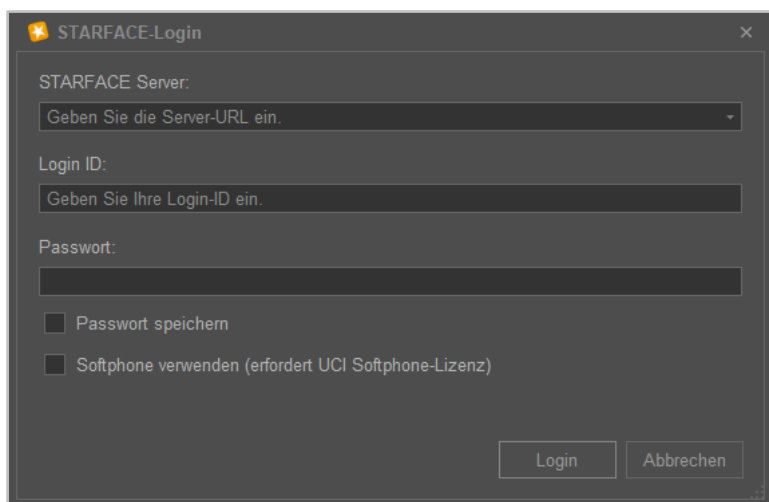 STARFACE-Login
STARFACE Server:
Geben Sie die Server-URL ein.
Login ID:
Geben Sie Ihre Login-ID ein.
Passwort:
Passwort speichern
Softphone verwenden (erfordert UCI Softphone-Lizenz)
Login Abbrechen